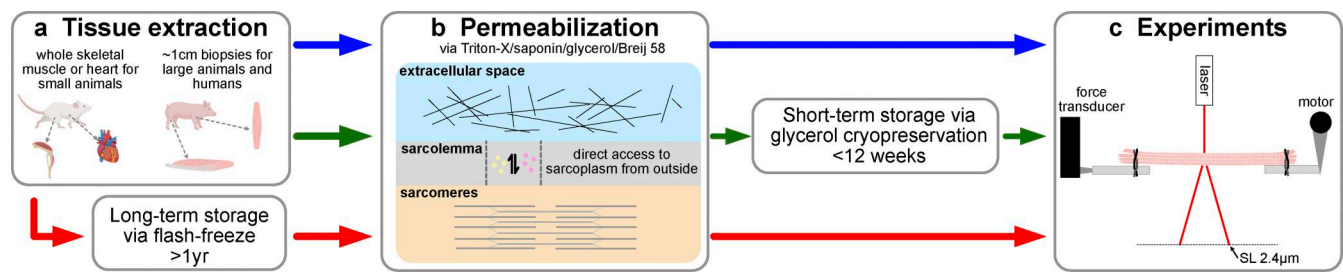 a Tissue extraction
whole skeletal
muscle or heart for
small animals
~1cm biopsies for
large animals and
humans
Long-term storage
via flash-freeze
>1yr
b Permeabilization
via Triton-X/saponin/glycerol/Breij 58
extracellular space
sarcolemma
direct access to
sarcoplasm from outside
sarcomeres
Short-term storage via
glycerol cryopreservation
<12 weeks
c Experiments
laser
force
transducer
motor
SL 2.4µm